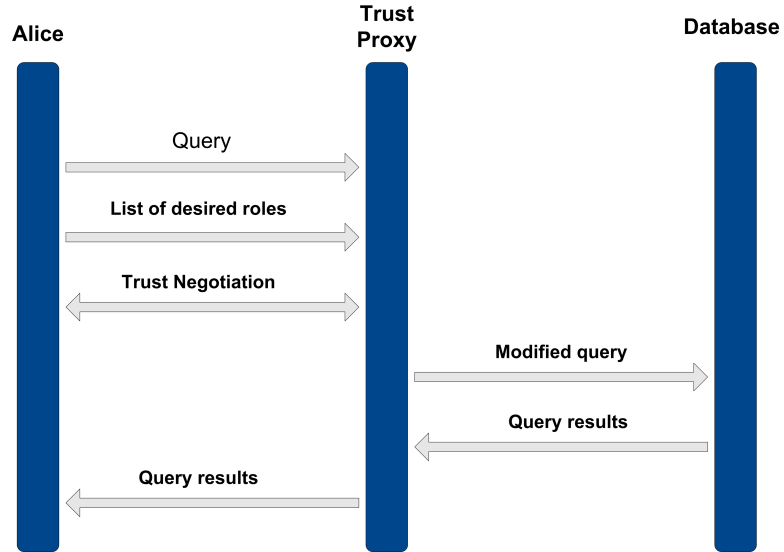 Alice
Trust
Proxy
Database
Query
List of desired roles
Trust Negotiation
Modified query
Query results
Query results